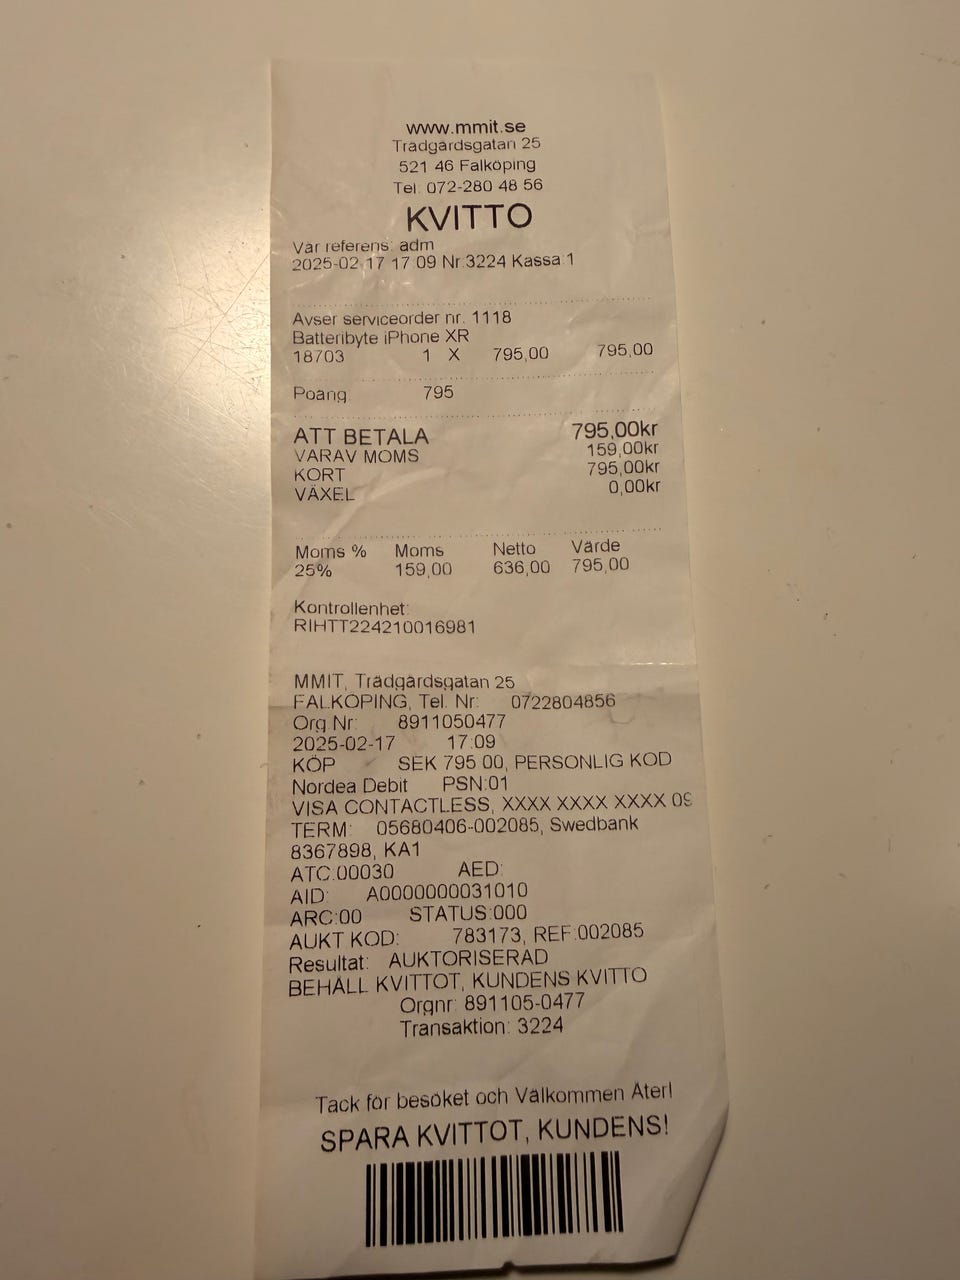 www.mmit.se
Trädgårdsgatan 25
521 46 Falköping
Tel. 072-280 48 56
KVITTO
Vår referens: adm
2025-02-17 17:09 Nr:3224 Kassa:1
Avser serviceorder nr. 1118
Batteribyte iPhone XR
18703 1 X 795,00 795,00
Poäng: 795
ATT BETALA 795,00kr
VARAV MOMS 159,00kr
KORT 795,00kr
VÄXEL 0,00kr
Moms % Moms Netto Värde
25% 159,00 636,00 795,00
Kontrollenhet:
RIHTT224210016981
MMIT, Trädgårdsgatan 25
FALKÖPING, Tel. Nr: 0722804856
Org Nr: 8911050477
2025-02-17 17:09
KÖP SEK 795.00, PERSONLIG KOD
Nordea Debit PSN:01
VISA CONTACTLESS, XXXX XXXX XXXX
TERM: 05680406-002085, Swedbank
8367898, KA1
ATC:00030 AED:
AID: A0000000031010
ARC:00 STATUS:000
AUKT KOD: 783173, REF:002085
Resultat: AUKTORISERAD
BEHÅLL KVITTOT, KUNDENS KVITTO
Orgnr: 891105-0477
Transaktion: 3224
Tack för besöket och Välkommen Åter!
SPARA KVITTOT, KUNDENS!